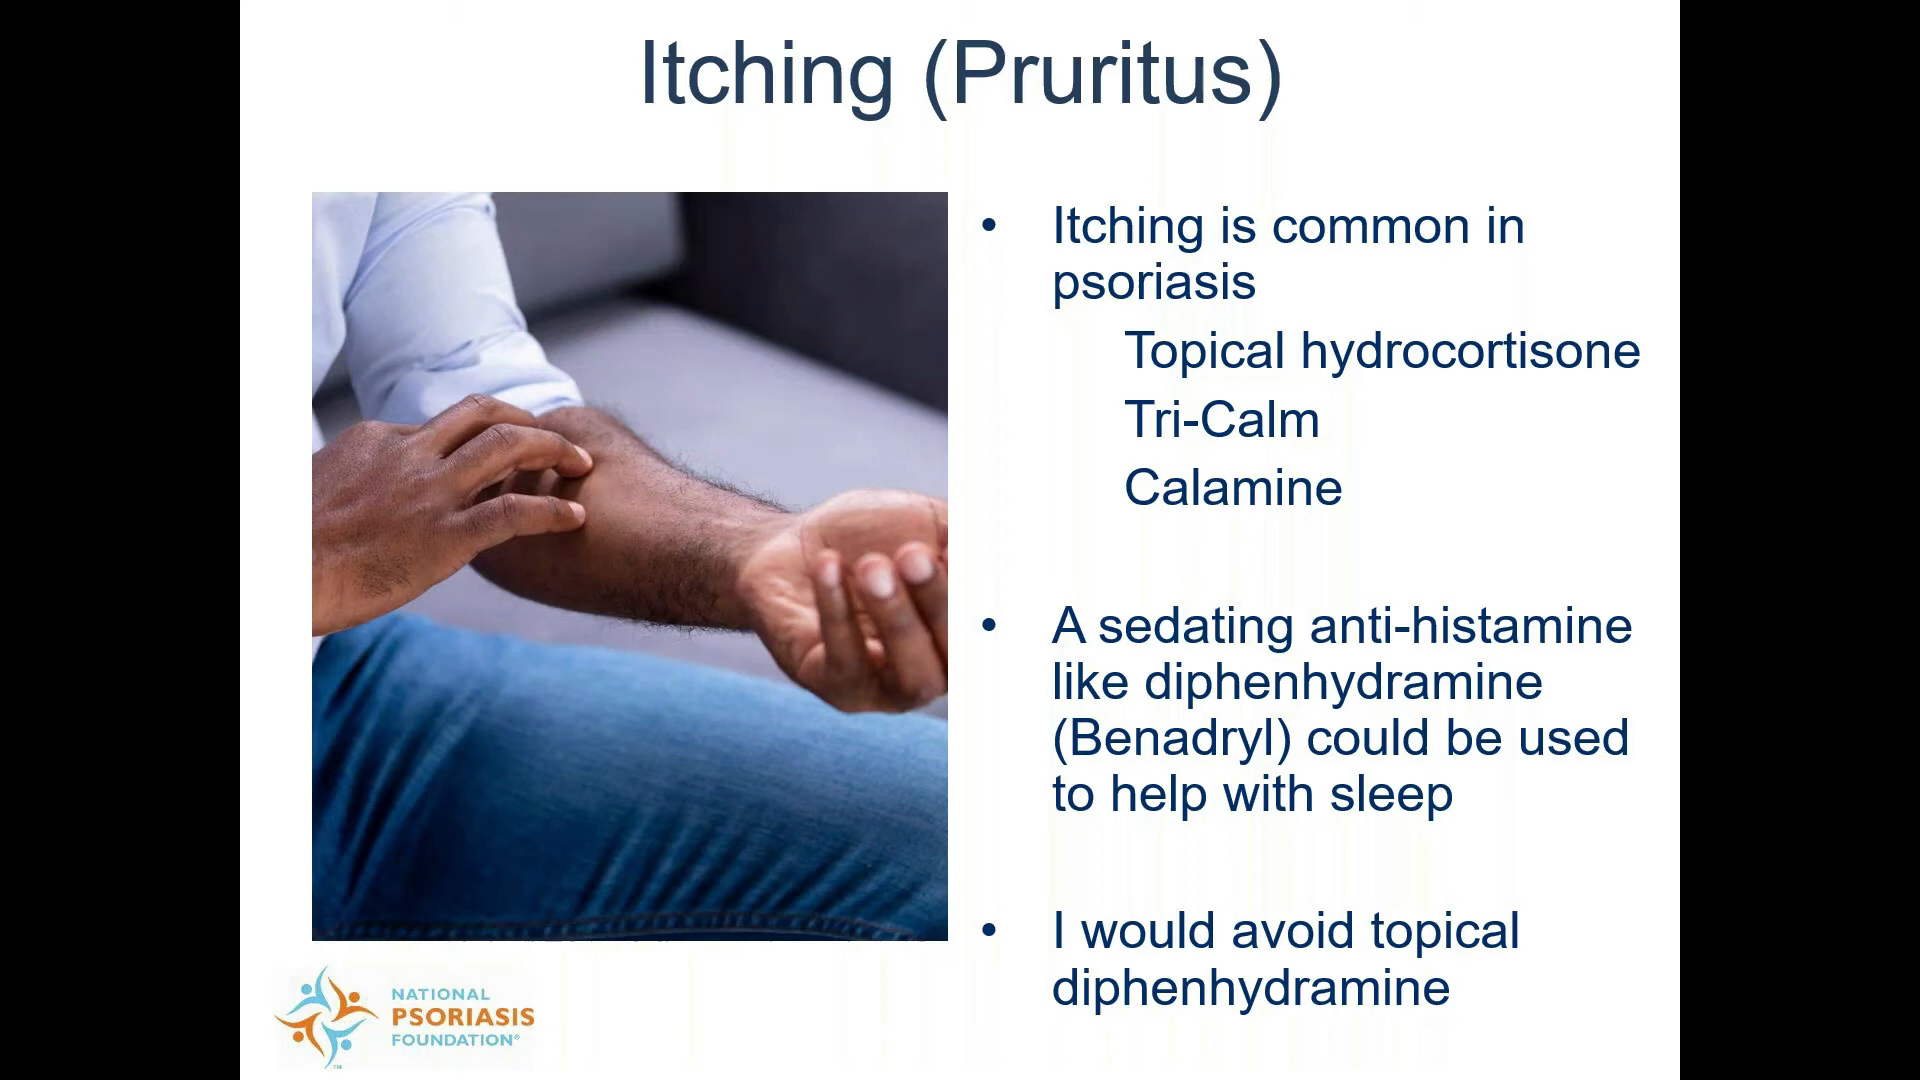 Itching (Pruritus)
• Itching is common in
psoriasis
Topical hydrocortisone
Tri-Calm
Calamine
• A sedating anti-histamine
like diphenhydramine
(Benadryl) could be used
to help with sleep
• I would avoid topical
diphenhydramine
NATIONAL
PSORIASIS
FOUNDATION®
™